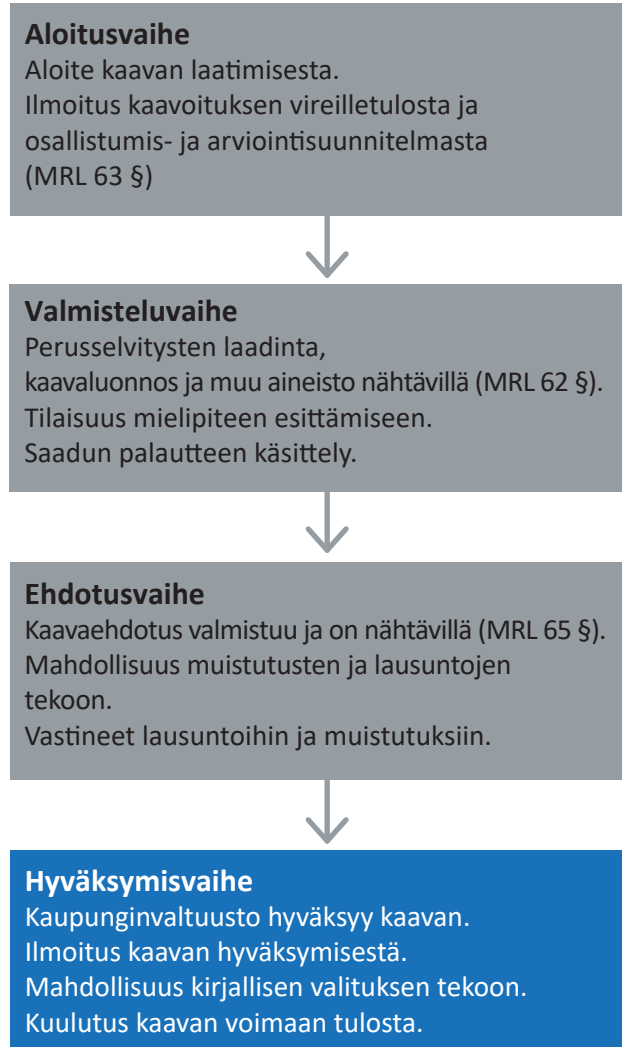 Aloitusvaihe
Aloite kaavan laatimisesta.
Ilmoitus kaavoituksen vireilletulosta ja
osallistumis- ja arviointisuunnitelmasta
(MRL 63 §)
Valmisteluvaihe
Perusselvitysten laadinta,
kaavaluonnos ja muu aineisto nähtävillä (MRL 62 §).
Tilaisuus mielipiteen esittämiseen.
Saadun palautteen käsittely.
Ehdotusvaihe
Kaavaehdotus valmistuu ja on nähtävillä (MRL 65 §).
Mahdollisuus muistutusten ja lausuntojen
tekoon.
Vastineet lausuntoihin ja muistutuksiin.
Hyväksymisvaihe
Kaupunginvaltuusto hyväksyy kaavan.
Ilmoitus kaavan hyväksymisestä.
Mahdollisuus kirjallisen valituksen tekoon.
Kuulutus kaavan voimaan tulosta.